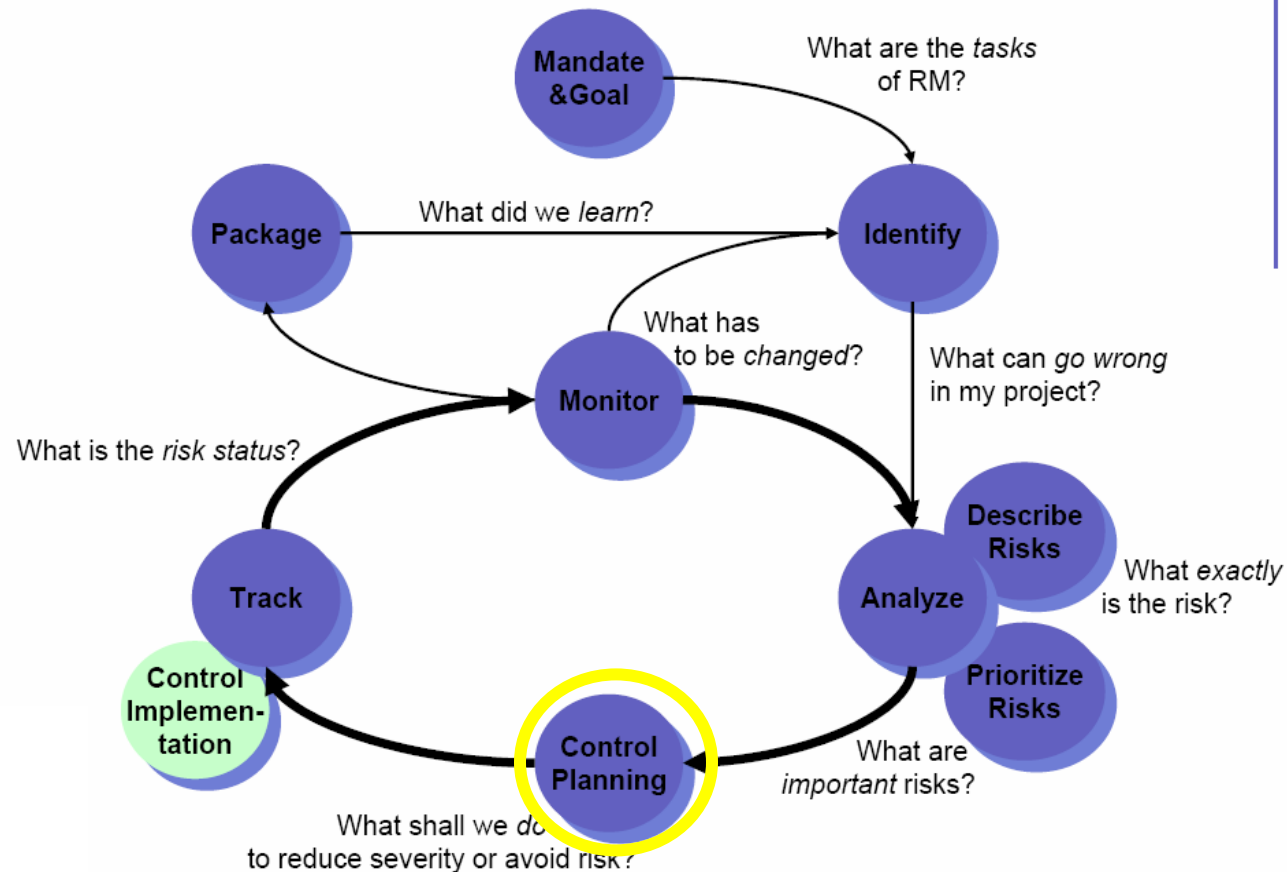 Mandate
&Goal
What are the tasks
of RM?
Package
What did we learn?
Identify
What has
to be changed?
What can go wrong
in my project?
Monitor
What is the risk status?
Describe
Risks
What exactly
is the risk?
Track
Analyze
Prioritize
Risks
Control
Implemen-
tation
Control
Planning
What are
important risks?
What shall we do
to reduce severity or avoid risk?